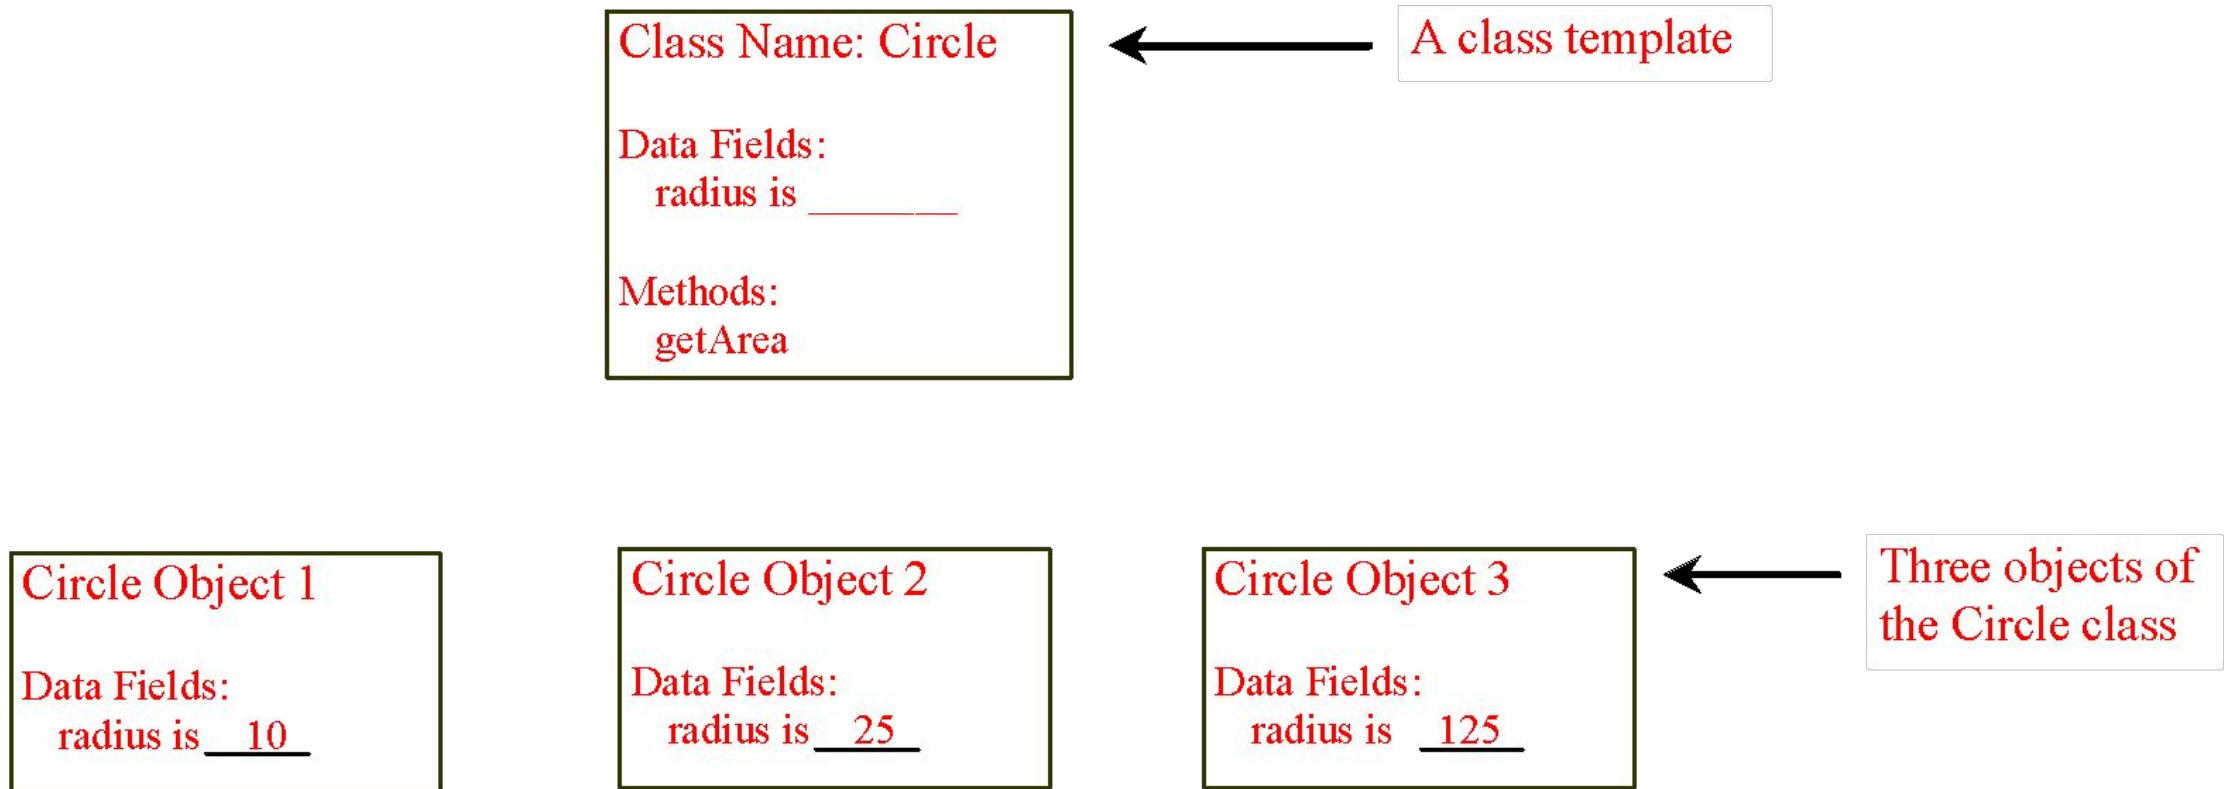 Class Name: Circle
A class template
Data Fields:
radius is _______
Methods:
getArea
Circle Object 1
Data Fields:
radius is 10
Circle Object 2
Data Fields:
radius is 25
Circle Object 3
Data Fields:
radius is 125
Three objects of
the Circle class